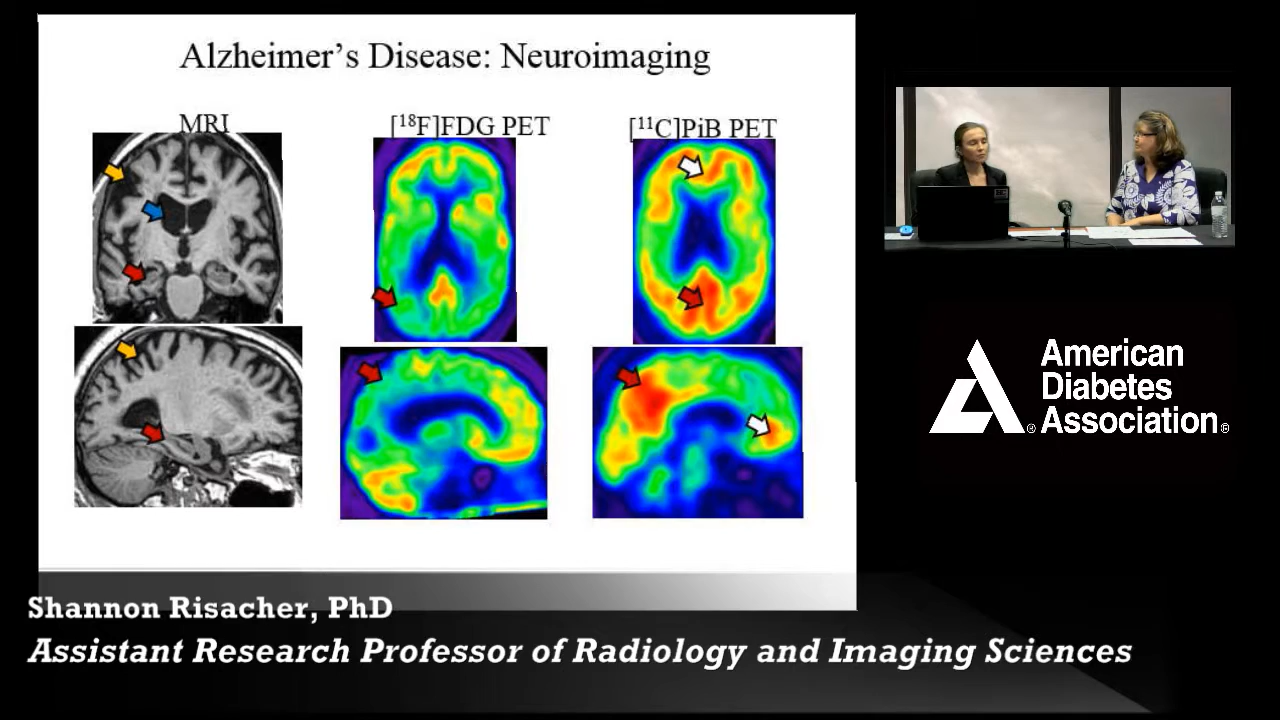 Alzheimer’s Disease: Neuroimaging
MRI
[¹⁸F]FDG PET
[¹¹C]PiB PET
American
Diabetes
Association®
Shannon Risacher, PhD
Assistant Research Professor of Radiology and Imaging Sciences